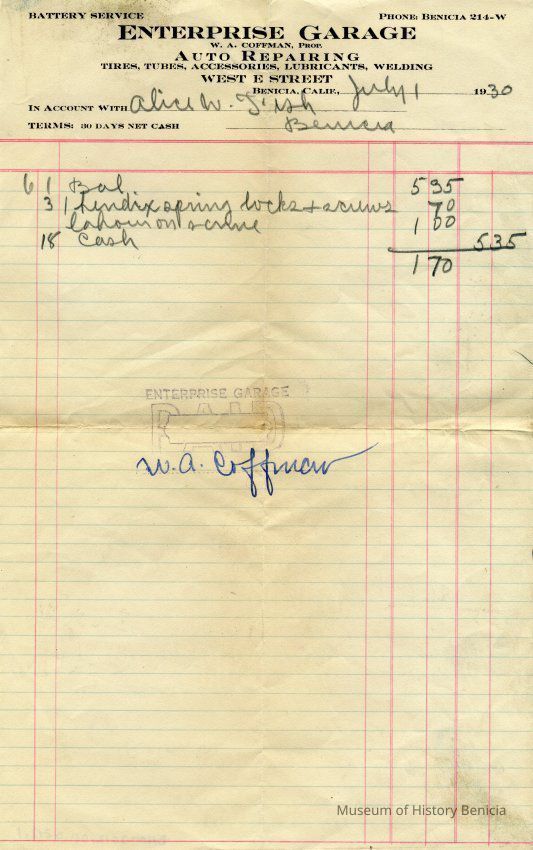 BATTERY SERVICE PHONE: BENICIA 214-W
ENTERPRISE GARAGE
W. A. COFFMAN, PROP.
AUTO REPAIRING
TIRES, TUBES, ACCESSORIES, LUBRICANTS, WELDING
WEST E STREET
BENICIA, CALIF., July 1 1930
IN ACCOUNT WITH Alice W. Fish
TERMS: 30 DAYS NET CASH Benicia
6 1 Bal 5 35
3 1 spring locks + screws 70
Labor on 1 00
18 Cash 5 35
1 70
ENTERPRISE GARAGE
PAID
W. A. Coffman
Museum of History Benicia